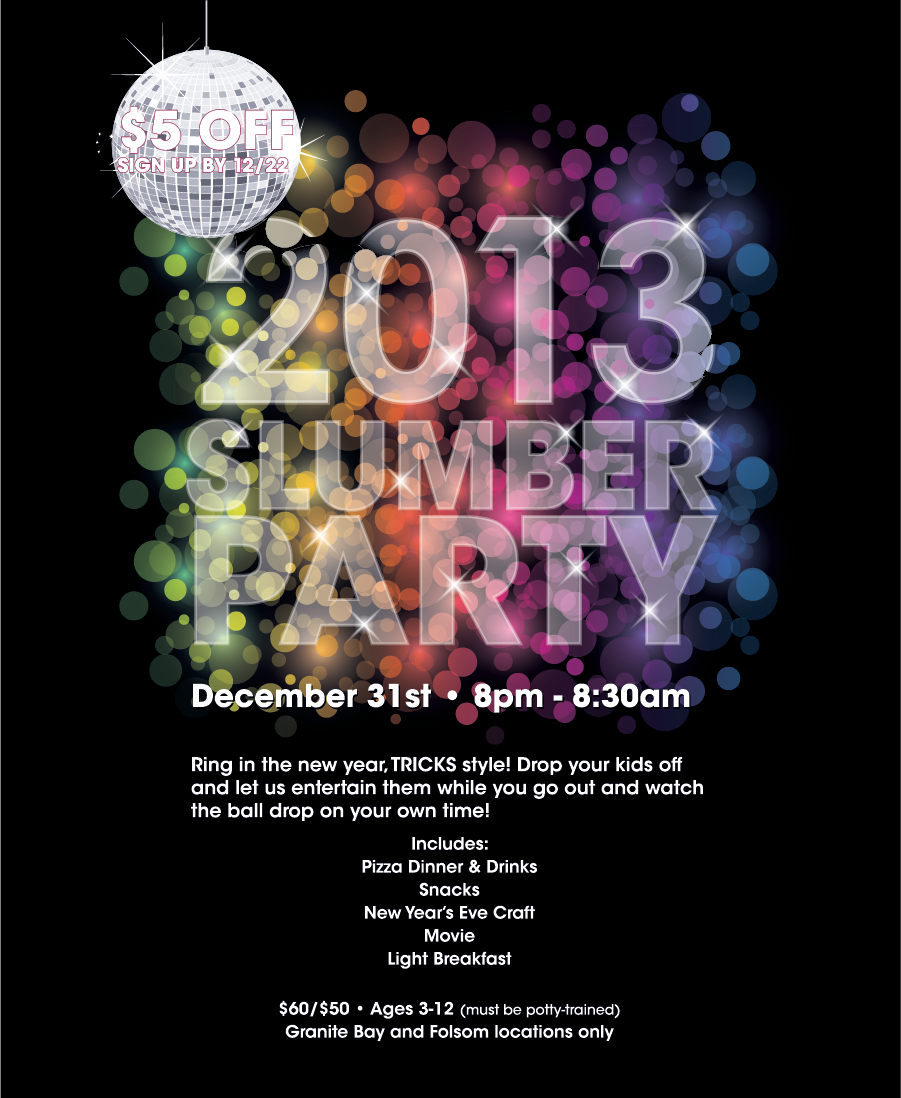 $5 OFF
SIGN UP BY 12/22
2013
SLUMBER
PARTY
December 31st • 8pm - 8:30am
Ring in the new year, TRICKS style! Drop your kids off
and let us entertain them while you go out and watch
the ball drop on your own time!
Includes:
Pizza Dinner & Drinks
Snacks
New Year's Eve Craft
Movie
Light Breakfast
$60/$50 • Ages 3-12 (must be potty-trained)
Granite Bay and Folsom locations only